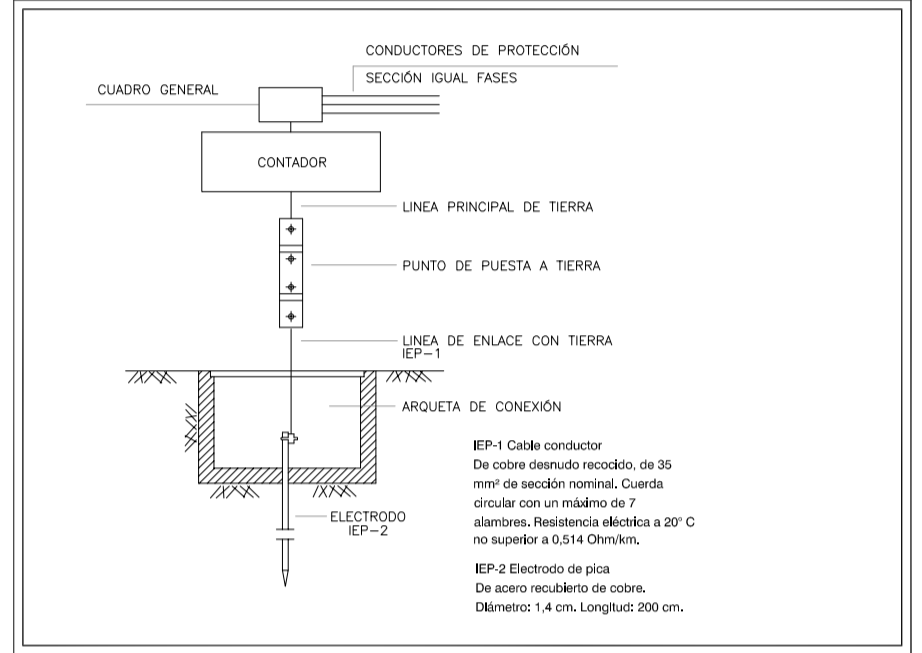 CONDUCTORES DE PROTECCIÓN
SECCIÓN IGUAL FASES
CUADRO GENERAL
CONTADOR
LINEA PRINCIPAL DE TIERRA
PUNTO DE PUESTA A TIERRA
LINEA DE ENLACE CON TIERRA
IEP-1
ARQUETA DE CONEXIÓN
ELECTRODO
IEP-2
IEP-1 Cable conductor
De cobre desnudo recocido, de 35
mm² de sección nominal. Cuerda
circular con un máximo de 7
alambres. Resistencia eléctrica a 20° C
no superior a 0,514 Ohm/km.
IEP-2 Electrodo de pica
De acero recubierto de cobre.
Diámetro: 1,4 cm. Longitud: 200 cm.